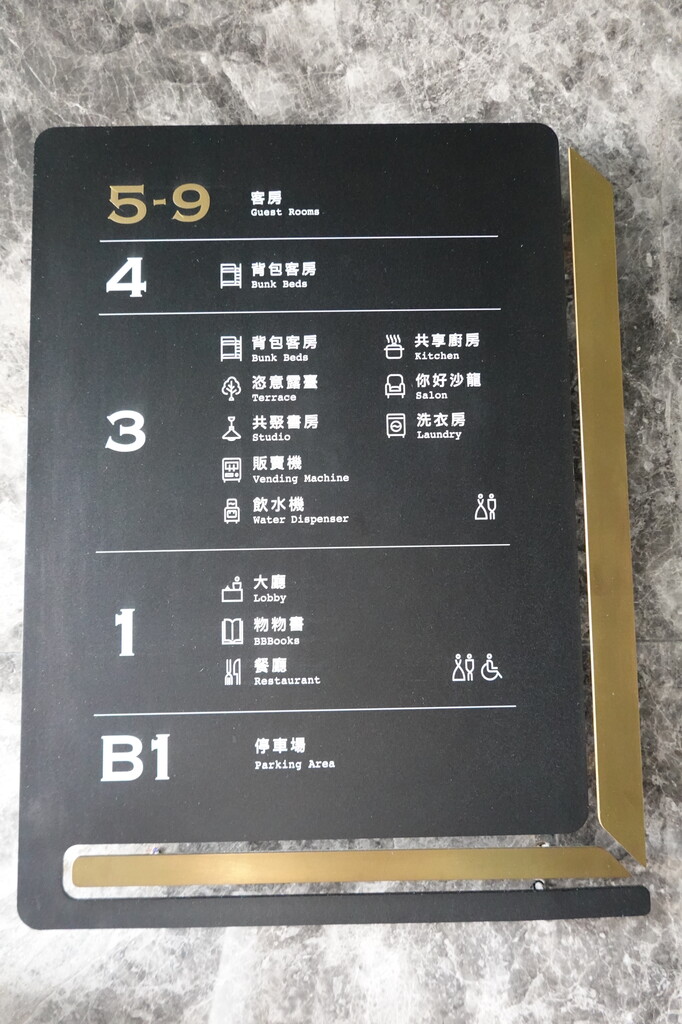 5-9
客房
Guest Rooms
4
背包客房
Bunk Beds
3
背包客房
Bunk Beds
恣意露臺
Terrace
共聚書房
Studio
販賣機
Vending Machine
飲水機
Water Dispenser
共享廚房
Kitchen
你好沙龍
Salon
洗衣房
Laundry
1
大廳
Lobby
粅粅書
BBBooks
餐廳
Restaurant
B1
停車場
Parking Area